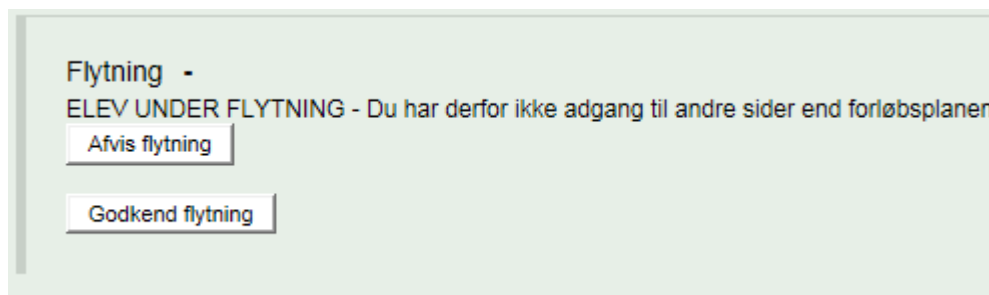 Flytning -
ELEV UNDER FLYTNING - Du har derfor ikke adgang til andre sider end forløbsplanen
Afvis flytning
Godkend flytning